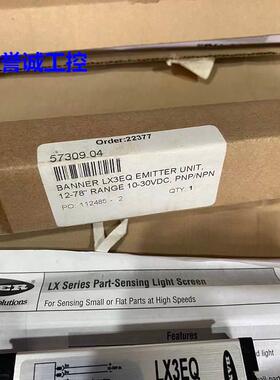 誉诚工控
Order:22377
57309.04
BANNER LX3EQ EMITTER UNIT.
12-78" RANGE 10-30VDC. PNP/NPN
PO: 112485 - 2
QTY. 1
LX Series Part-Sensing Light Screen
For Sensing Small or Flat Parts at High Speeds
Features
LX3EQ